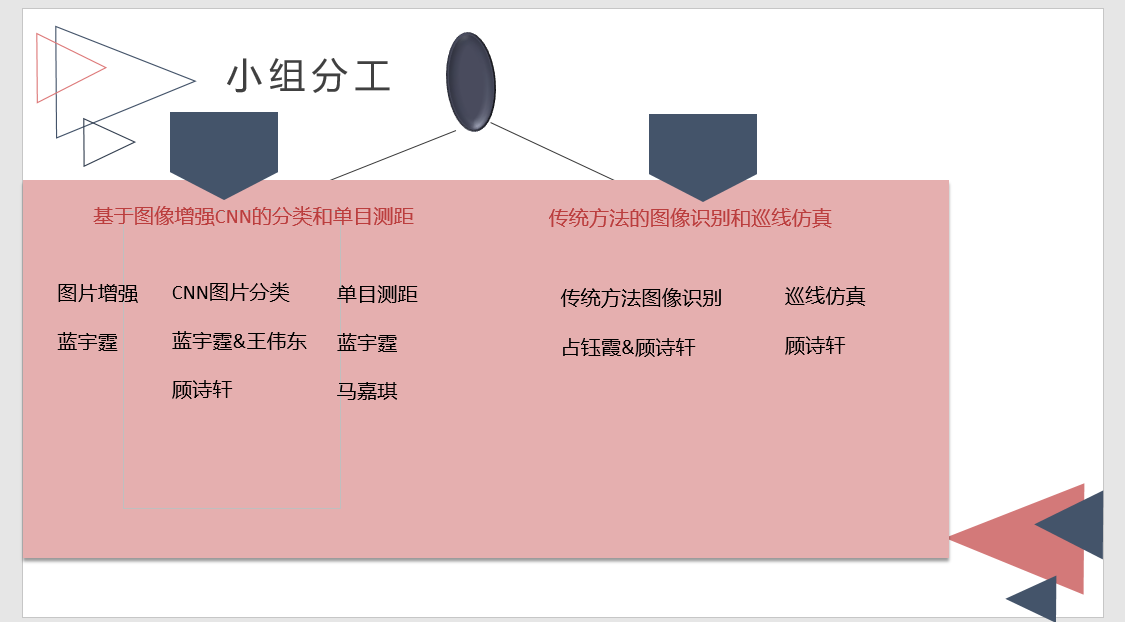 小组分工
基于图像增强CNN的分类和单目测距
传统方法的图像识别和巡线仿真
图片增强
蓝宇霆
CNN图片分类
蓝宇霆&王伟东
顾诗轩
单目测距
蓝宇霆
马嘉琪
传统方法图像识别
占钰霞&顾诗轩
巡线仿真
顾诗轩